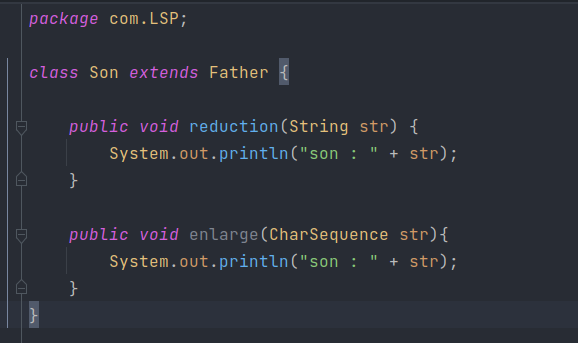 package com.LSP;
class Son extends Father {
public void reduction(String str) {
System.out.println("son : " + str);
}
public void enlarge(CharSequence str){
System.out.println("son : " + str);
}
}